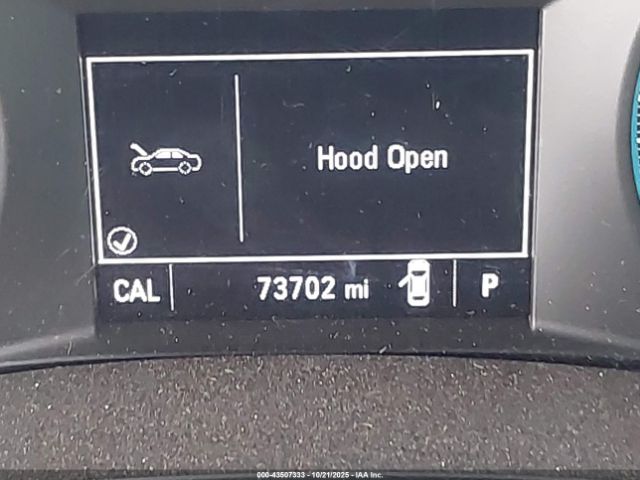 Hood Open
CAL 73702 mi P
000-43507333 - 10/21/2025 - IAA Inc.